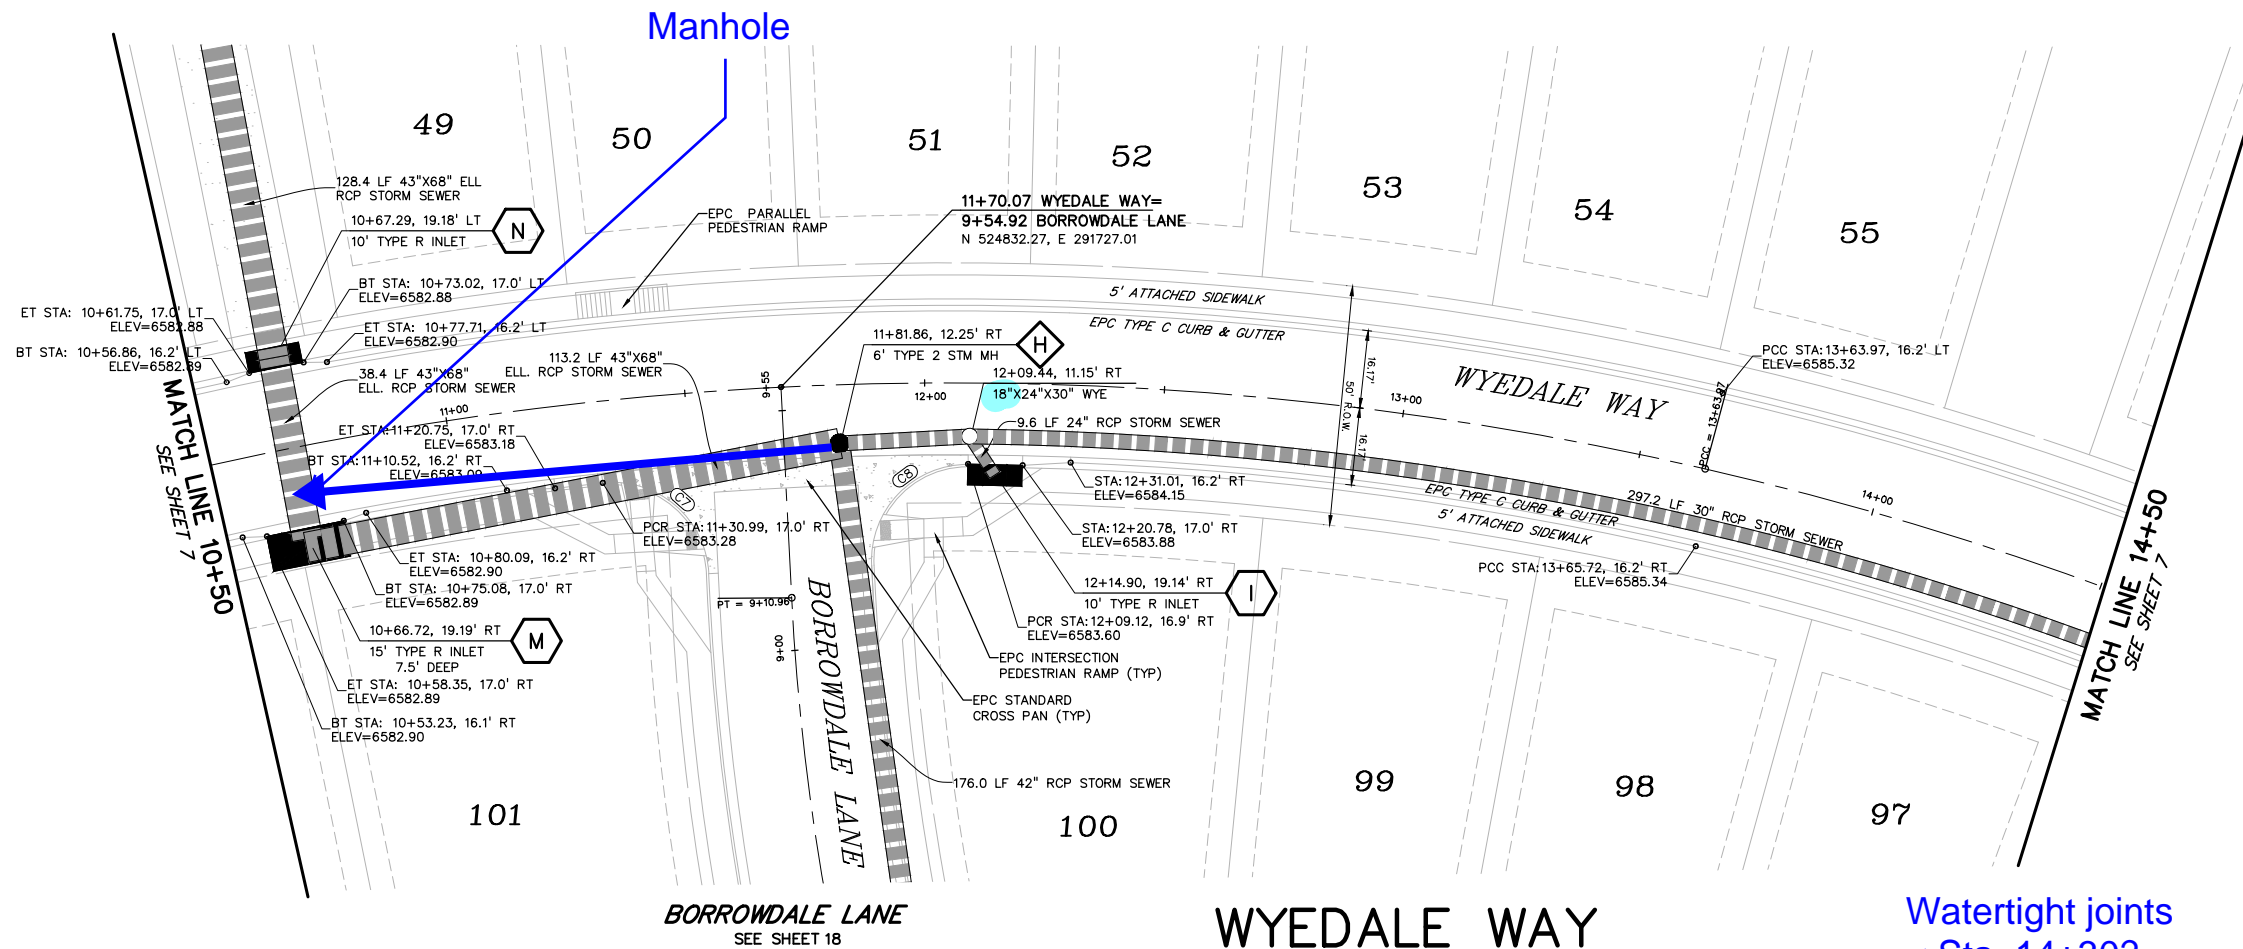 Manhole
49
50
51
52
53
54
55
128.4 LF 43"X68" ELL
RCP STORM SEWER
10+67.29, 19.18' LT
10' TYPE R INLET
N
EPC PARALLEL
PEDESTRIAN RAMP
11+70.07 WYEDALE WAY=
9+54.92 BORROWDALE LANE
N 524832.27, E 291727.01
BT STA: 10+73.02, 17.0' LT
ELEV=6582.88
ET STA: 10+61.75, 17.0' LT
ELEV=6582.88
ET STA: 10+77.71, 16.2' LT
ELEV=6582.90
BT STA: 10+56.86, 16.2' LT
ELEV=6582.89
5' ATTACHED SIDEWALK
EPC TYPE C CURB & GUTTER
11+81.86, 12.25' RT
6' TYPE 2 STM MH
H
113.2 LF 43"X68"
ELL. RCP STORM SEWER
38.4 LF 43"X68"
ELL. RCP STORM SEWER
12+09.44, 11.15' RT
18"X24"X30" WYE
9+55
11+00
12+00
13+00
14+00
16.17'
50' R.O.W.
16.17'
WYEDALE WAY
PCC STA:13+63.97, 16.2' LT
ELEV=6585.32
PCC = 13+63.97
MATCH LINE 10+50
SEE SHEET 7
ET STA:11+20.75, 17.0' RT
ELEV=6583.18
BT STA:11+10.52, 16.2' RT
ELEV=6583.09
9.6 LF 24" RCP STORM SEWER
C7
C8
STA:12+31.01, 16.2' RT
ELEV=6584.15
EPC TYPE C CURB & GUTTER
5' ATTACHED SIDEWALK
297.2 LF 30" RCP STORM SEWER
PCR STA:11+30.99, 17.0' RT
ELEV=6583.28
STA:12+20.78, 17.0' RT
ELEV=6583.88
ET STA: 10+80.09, 16.2' RT
ELEV=6582.90
BT STA: 10+75.08, 17.0' RT
ELEV=6582.89
PT = 9+10.96
9+00
BORROWDALE LANE
12+14.90, 19.14' RT
10' TYPE R INLET
I
PCC STA:13+65.72, 16.2' RT
ELEV=6585.34
MATCH LINE 14+50
SEE SHEET 7
10+66.72, 19.19' RT
15' TYPE R INLET
7.5' DEEP
M
PCR STA:12+09.12, 16.9' RT
ELEV=6583.60
EPC INTERSECTION
PEDESTRIAN RAMP (TYP)
ET STA: 10+58.35, 17.0' RT
ELEV=6582.89
EPC STANDARD
CROSS PAN (TYP)
BT STA: 10+53.23, 16.1' RT
ELEV=6582.90
176.0 LF 42" RCP STORM SEWER
101
100
99
98
97
BORROWDALE LANE
SEE SHEET 18
WYEDALE WAY
Watertight joints